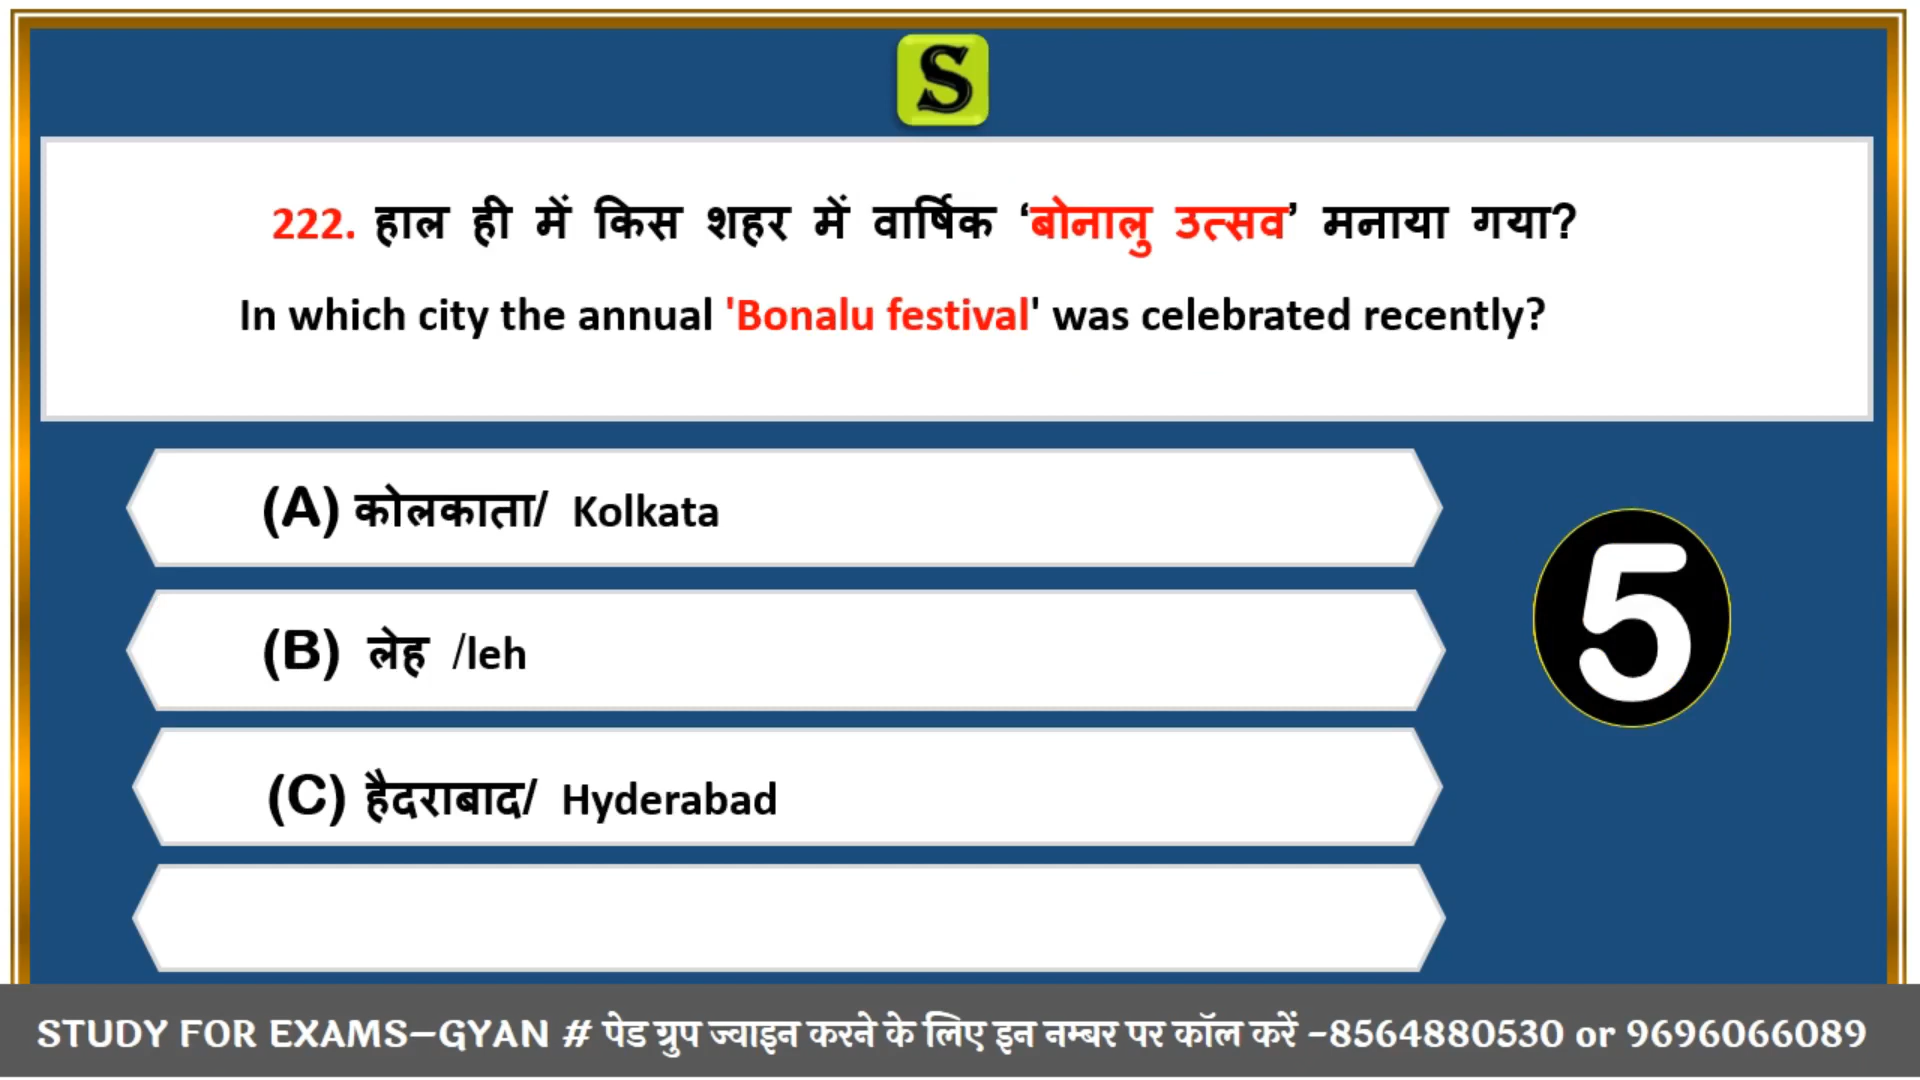 S
222. हाल ही में किस शहर में वार्षिक ‘बोनालु उत्सव’ मनाया गया?
In which city the annual 'Bonalu festival' was celebrated recently?
(A) कोलकाता/ Kolkata
(B) लेह /leh
(C) हैदराबाद/ Hyderabad
5
STUDY FOR EXAMS–GYAN # पेड ग्रुप ज्वाइन करने के लिए इन नम्बर पर कॉल करें –8564880530 or 9696066089